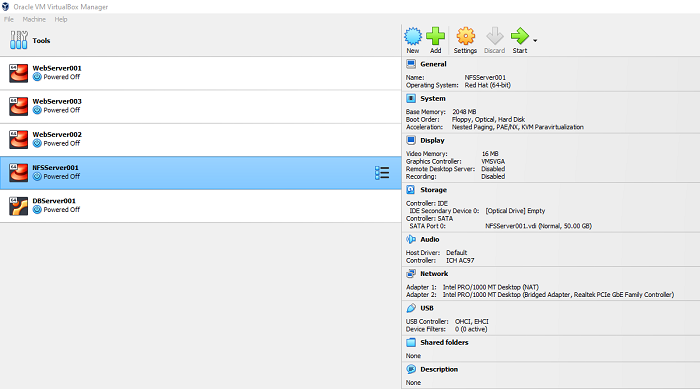 Oracle VM VirtualBox Manager
File Machine Help
Tools
64 WebServer001
Powered Off
64 WebServer003
Powered Off
64 WebServer002
Powered Off
64 NFSServer001
Powered Off
64 DBServer001
Powered Off
New Add Settings Discard Start
General
Name: NFSServer001
Operating System: Red Hat (64-bit)
System
Base Memory: 2048 MB
Boot Order: Floppy, Optical, Hard Disk
Acceleration: Nested Paging, PAE/NX, KVM Paravirtualization
Display
Video Memory: 16 MB
Graphics Controller: VMSVGA
Remote Desktop Server: Disabled
Recording: Disabled
Storage
Controller: IDE
IDE Secondary Device 0: [Optical Drive] Empty
Controller: SATA
SATA Port 0: NFSServer001.vdi (Normal, 50.00 GB)
Audio
Host Driver: Default
Controller: ICH AC97
Network
Adapter 1: Intel PRO/1000 MT Desktop (NAT)
Adapter 2: Intel PRO/1000 MT Desktop (Bridged Adapter, Realtek PCIe GbE Family Controller)
USB
USB Controller: OHCI, EHCI
Device Filters: 0 (0 active)
Shared folders
None
Description
None